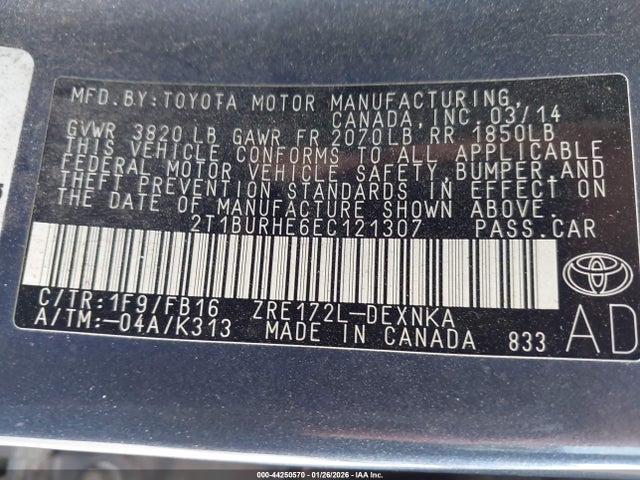 MFD. BY: TOYOTA MOTOR MANUFACTURING,
CANADA, INC. 03/14
GVWR 3820 LB GAWR FR 2070LB RR 1850LB
THIS VEHICLE CONFORMS TO ALL APPLICABLE
FEDERAL MOTOR VEHICLE SAFETY, BUMPER, AND
THEFT PREVENTION STANDARDS IN EFFECT ON
THE DATE OF MANUFACTURE SHOWN ABOVE.
2T1BURHE6EC121307 PASS.CAR
C/TR: 1F9/FB16 ZRE172L-DEXNKA
A/TM: -04A/K313 MADE IN CANADA 833
AD
000-44250570 01/26/2026 - IAA Inc.